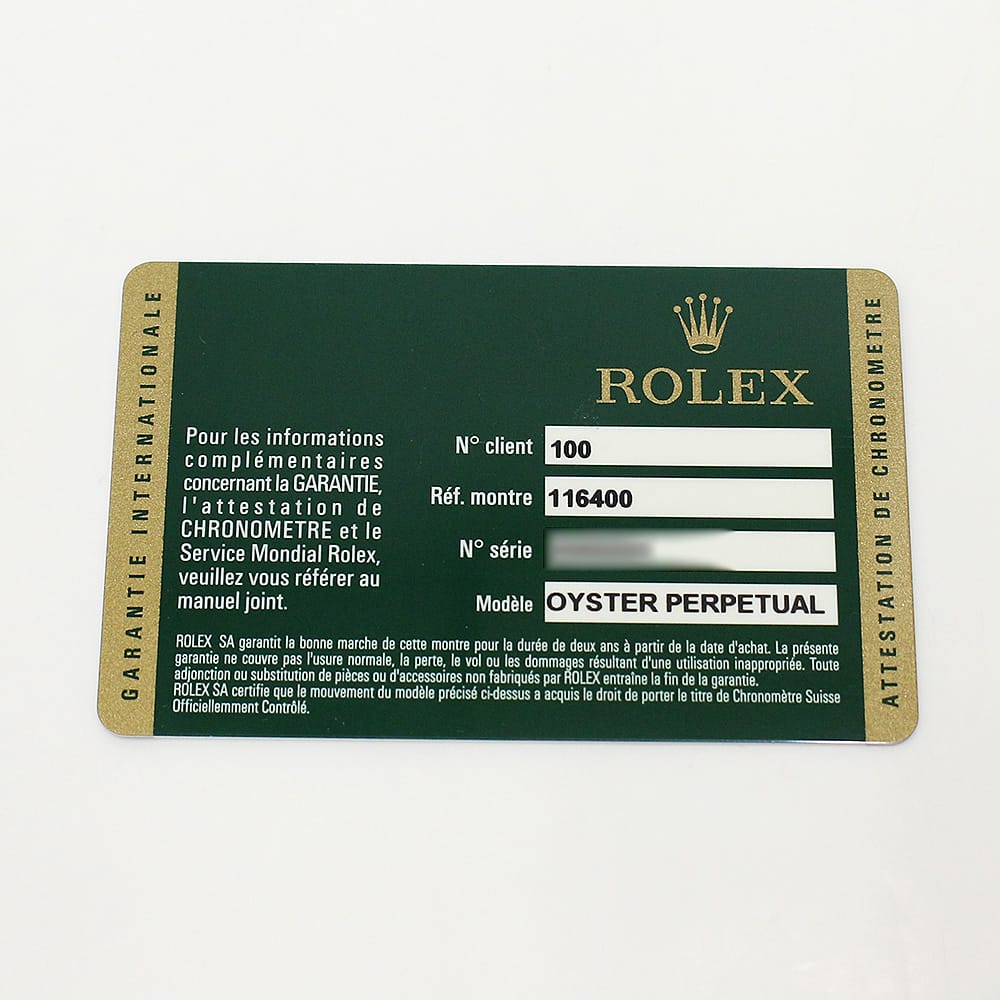 GARANTIE INTERNATIONALE
ROLEX
Pour les informations
complémentaires
concernant la GARANTIE,
l'attestation de
CHRONOMETRE et le
Service Mondial Rolex,
veuillez vous référer au
manuel joint.
N° client 100
Réf. montre 116400
N° série
Modèle OYSTER PERPETUAL
ROLEX SA garantit la bonne marche de cette montre pour la durée de deux ans à partir de la date d'achat. La présente
garantie ne couvre pas l'usure normale, la perte, le vol ou les dommages résultant d'une utilisation inappropriée. Toute
adjonction ou substitution de pièces ou d'accessoires non fabriqués par ROLEX entraîne la fin de la garantie.
ROLEX SA certifie que le mouvement du modèle précisé ci-dessus a acquis le droit de porter le titre de Chronomètre Suisse
Officiellement Contrôlé.
ATTESTATION DE CHRONOMETRE